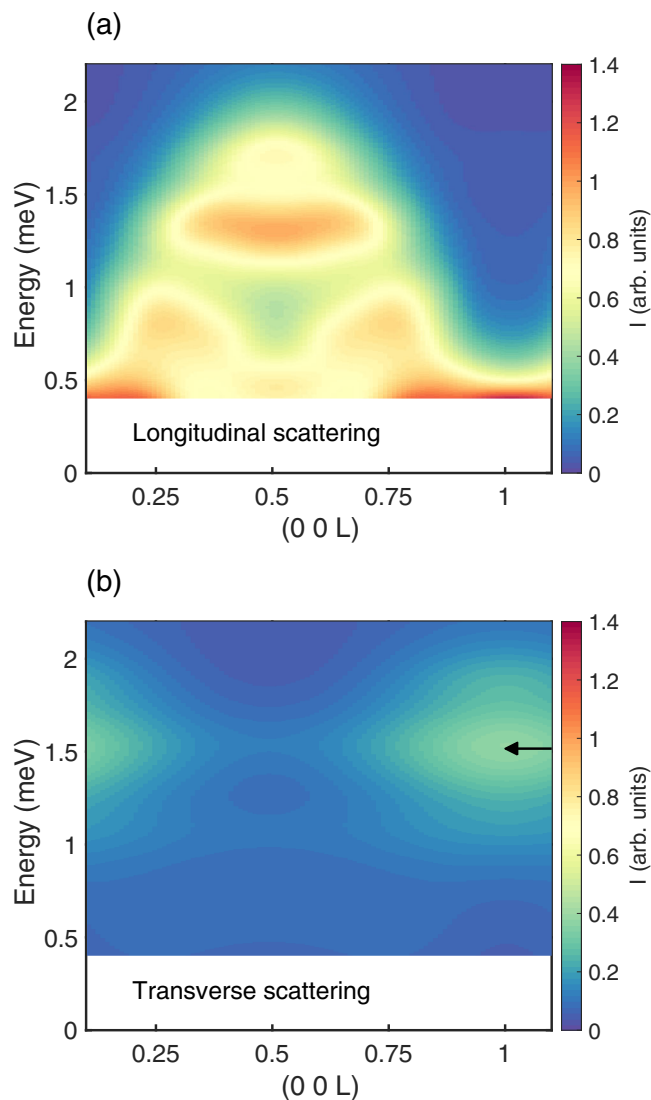 (a)
2
1.5
1
0.5
0
Energy (meV)
Longitudinal scattering
0.25 0.5 0.75 1
(0 0 L)
1.4
1.2
1
0.8
0.6
0.4
0.2
0
I (arb. units)
(b)
2
1.5
1
0.5
0
Energy (meV)
Transverse scattering
0.25 0.5 0.75 1
(0 0 L)
1.4
1.2
1
0.8
0.6
0.4
0.2
0
I (arb. units)